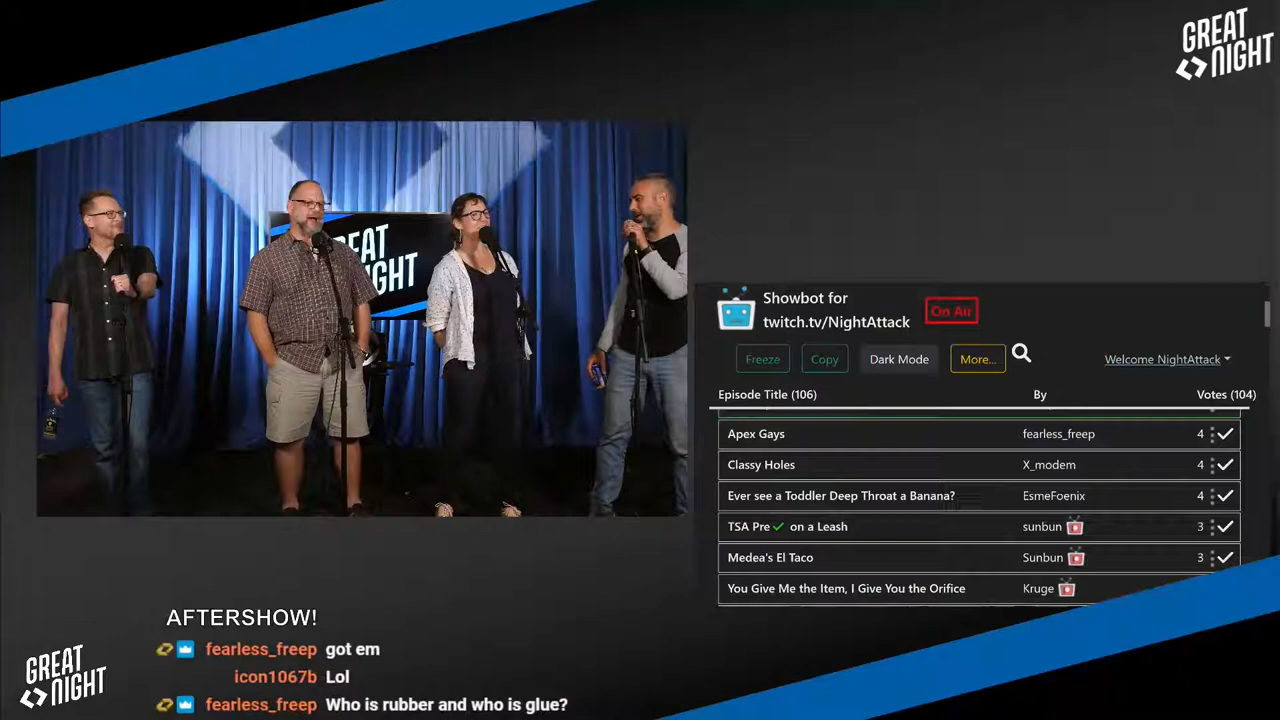 GREAT
NIGHT
GREAT
NIGHT
Showbot for
twitch.tv/NightAttack
On Air
Freeze
Copy
Dark Mode
More...
Welcome NightAttack
Episode Title (106)
By
Votes (104)
Apex Gays
fearless_freep
4
Classy Holes
X_modem
4
Ever see a Toddler Deep Throat a Banana?
EsmeFoenix
4
TSA Pre✓ on a Leash
sunbun
3
Medea's El Taco
Sunbun
3
You Give Me the Item, I Give You the Orifice
Kruge
AFTERSHOW!
fearless_freep got em
icon1067b Lol
fearless_freep Who is rubber and who is glue?
GREAT
NIGHT